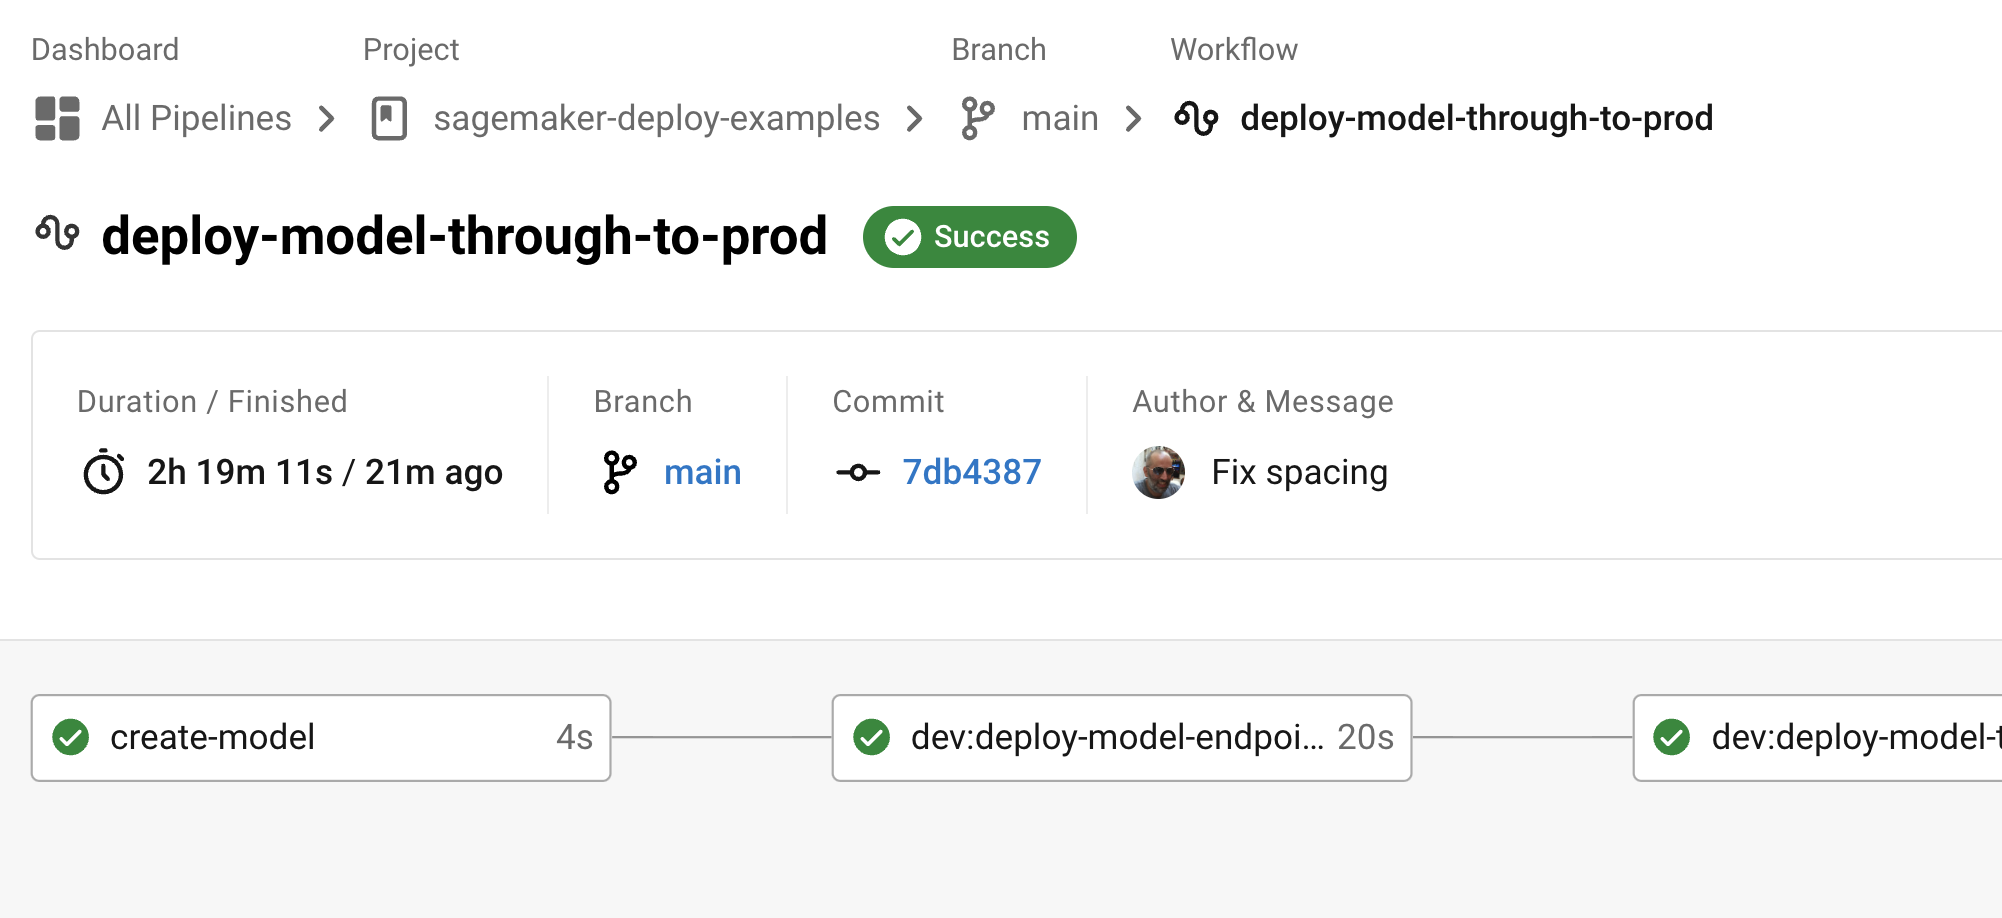 Dashboard Project Branch Workflow
All Pipelines sagemaker-deploy-examples main deploy-model-through-to-prod
deploy-model-through-to-prod Success
Duration / Finished Branch Commit Author & Message
2h 19m 11s / 21m ago main 7db4387 Fix spacing
create-model 4s dev:deploy-model-endpoi... 20s dev:deploy-model-t